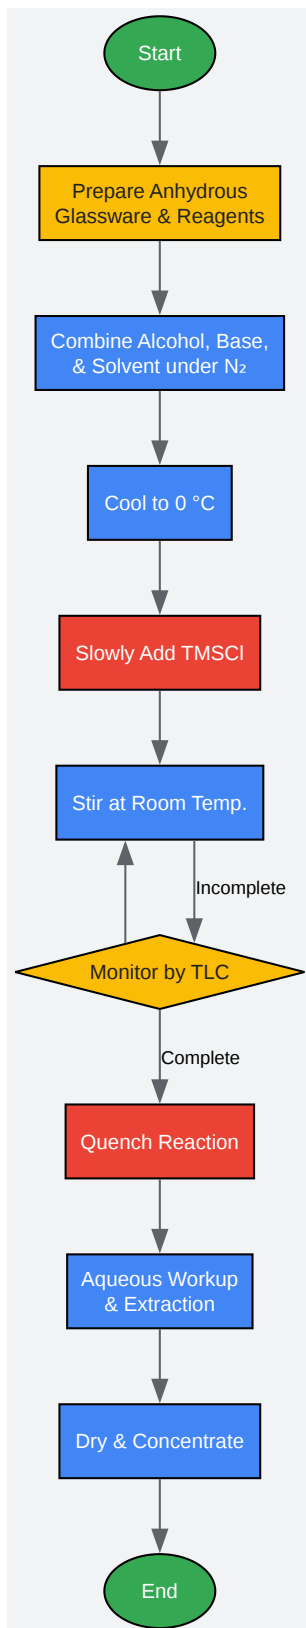 Start
Prepare Anhydrous
Glassware & Reagents
Combine Alcohol, Base,
& Solvent under N₂
Cool to 0 °C
Slowly Add TMSCl
Stir at Room Temp.
Incomplete
Monitor by TLC
Complete
Quench Reaction
Aqueous Workup
& Extraction
Dry & Concentrate
End